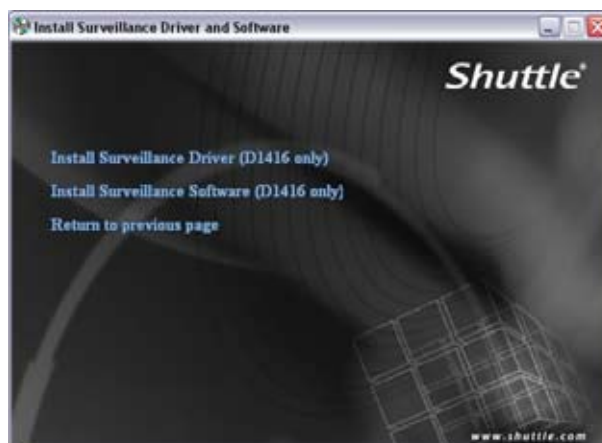 Install Surveillance Driver and Software
Shuttle®
Install Surveillance Driver (D1416 only)
Install Surveillance Software (D1416 only)
Return to previous page
www.shuttle.com